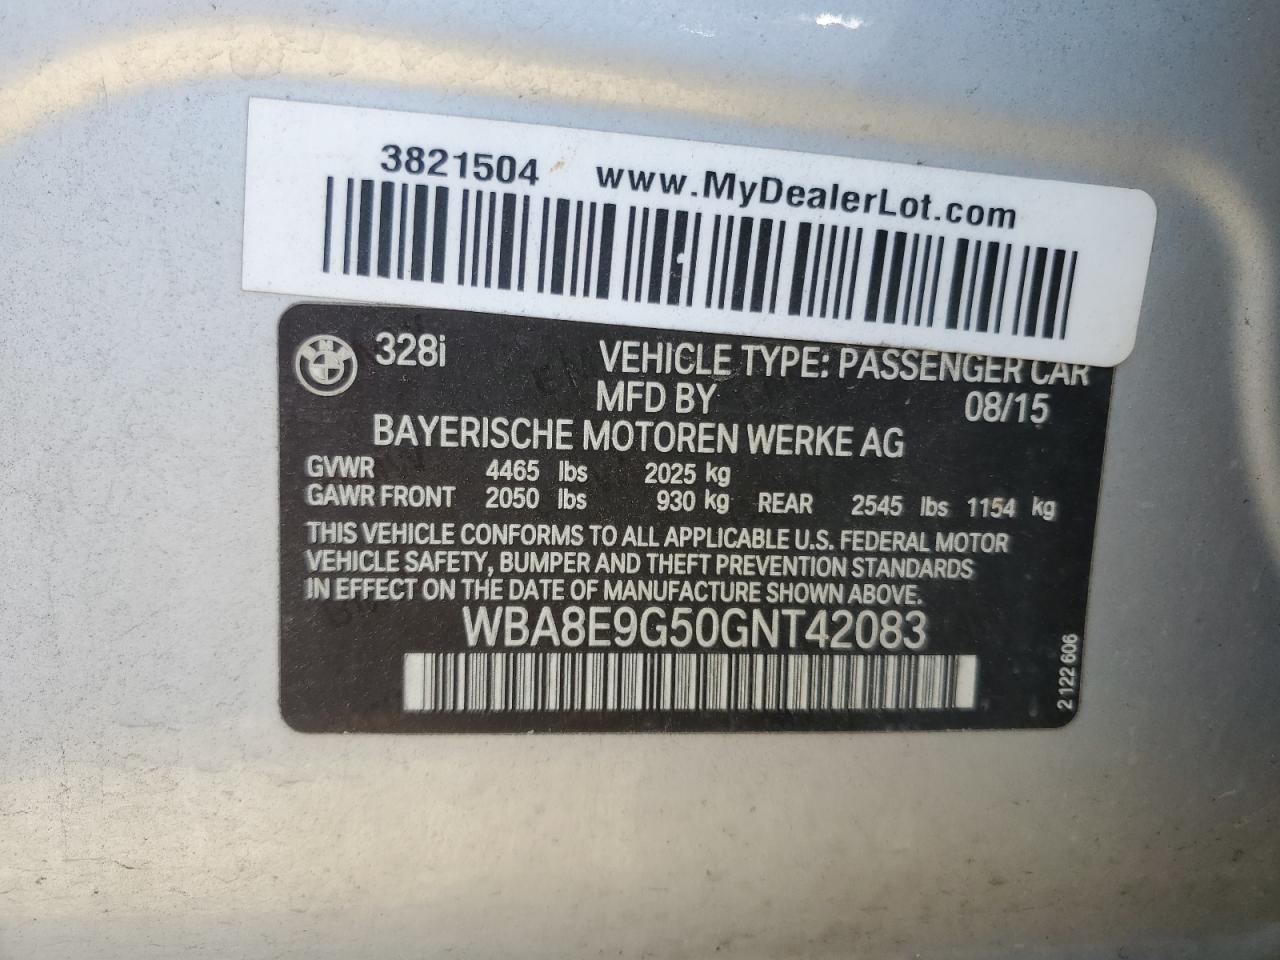 3821504 www.MyDealerLot.com
328i VEHICLE TYPE: PASSENGER CAR
MFD BY 08/15
BAYERISCHE MOTOREN WERKE AG
GVWR 4465 lbs 2025 kg
GAWR FRONT 2050 lbs 930 kg REAR 2545 lbs 1154 kg
THIS VEHICLE CONFORMS TO ALL APPLICABLE U.S. FEDERAL MOTOR
VEHICLE SAFETY, BUMPER AND THEFT PREVENTION STANDARDS
IN EFFECT ON THE DATE OF MANUFACTURE SHOWN ABOVE.
WBA8E9G50GNT42083
2 122 606